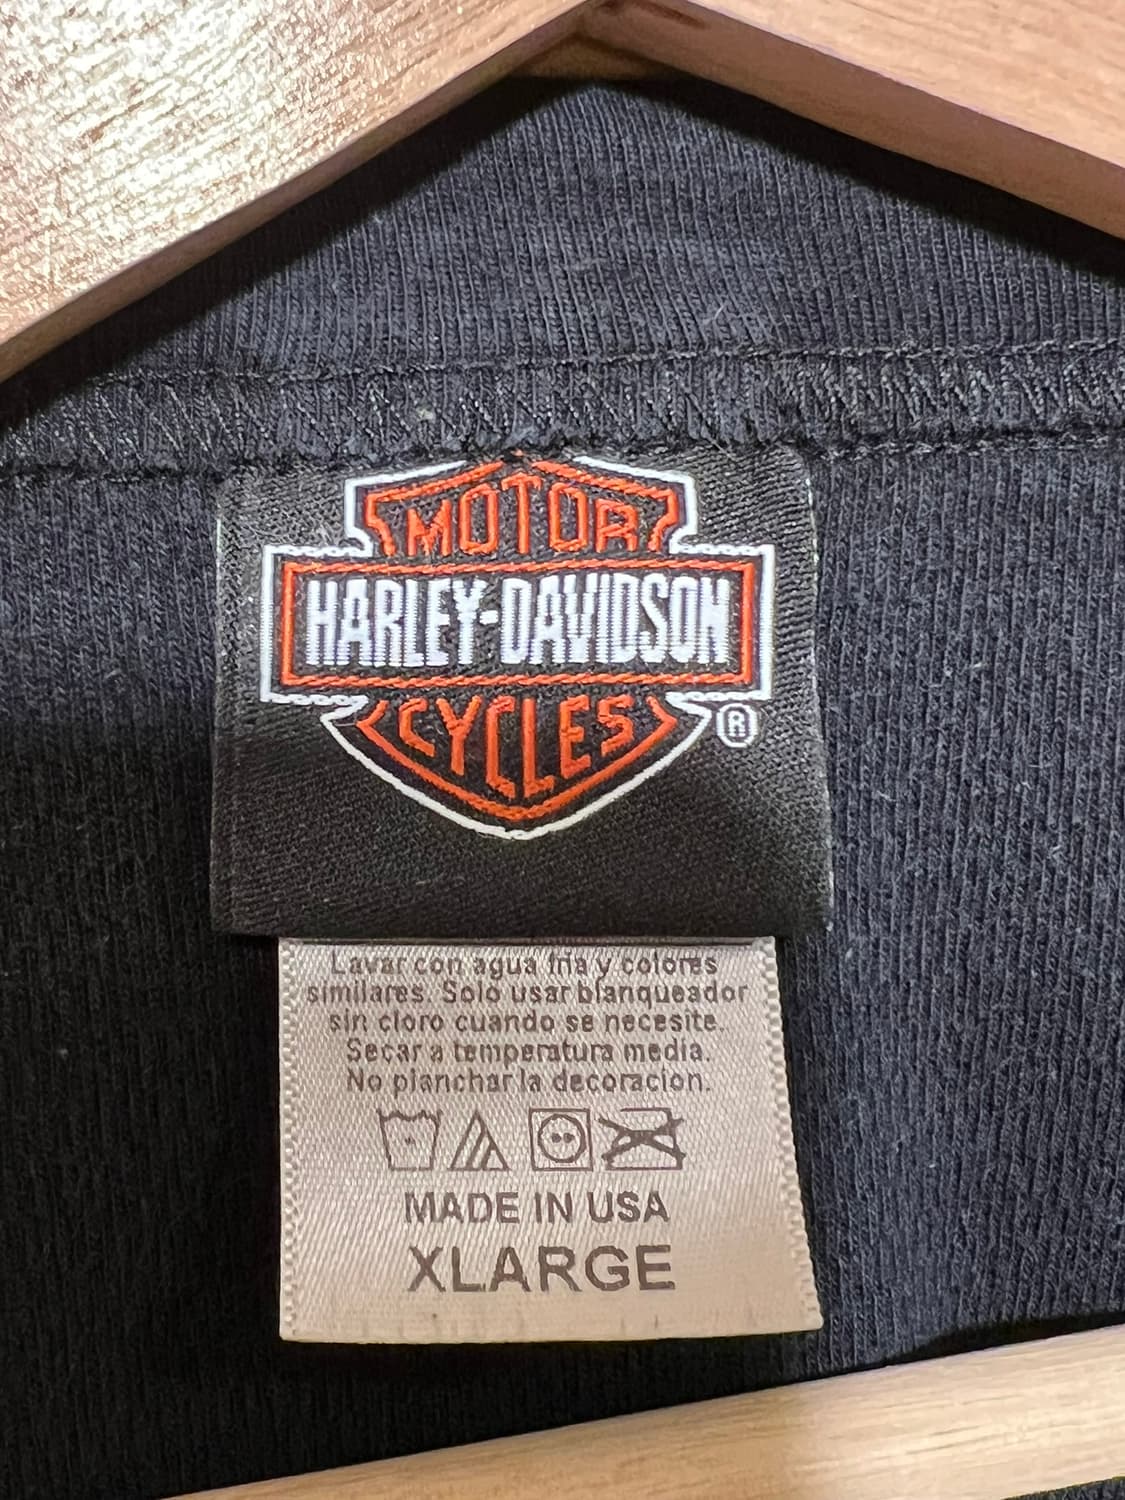 MOTOR
HARLEY-DAVIDSON
CYCLES
®
Lavar con agua fria y colores
similares. Solo usar blanqueador
sin cloro cuando se necesite.
Secar a temperatura media.
No planchar la decoracion.
MADE IN USA
XLARGE